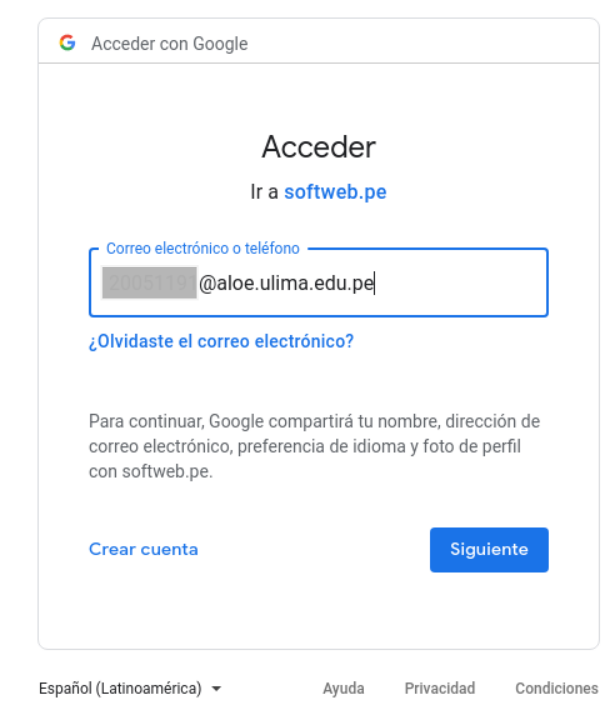 Acceder con Google
Acceder
Ir a softweb.pe
Correo electrónico o teléfono
@aloe.ulima.edu.pe
¿Olvidaste el correo electrónico?
Para continuar, Google compartirá tu nombre, dirección de
correo electrónico, preferencia de idioma y foto de perfil
con softweb.pe.
Crear cuenta
Siguiente
Español (Latinoamérica)
Ayuda
Privacidad
Condiciones